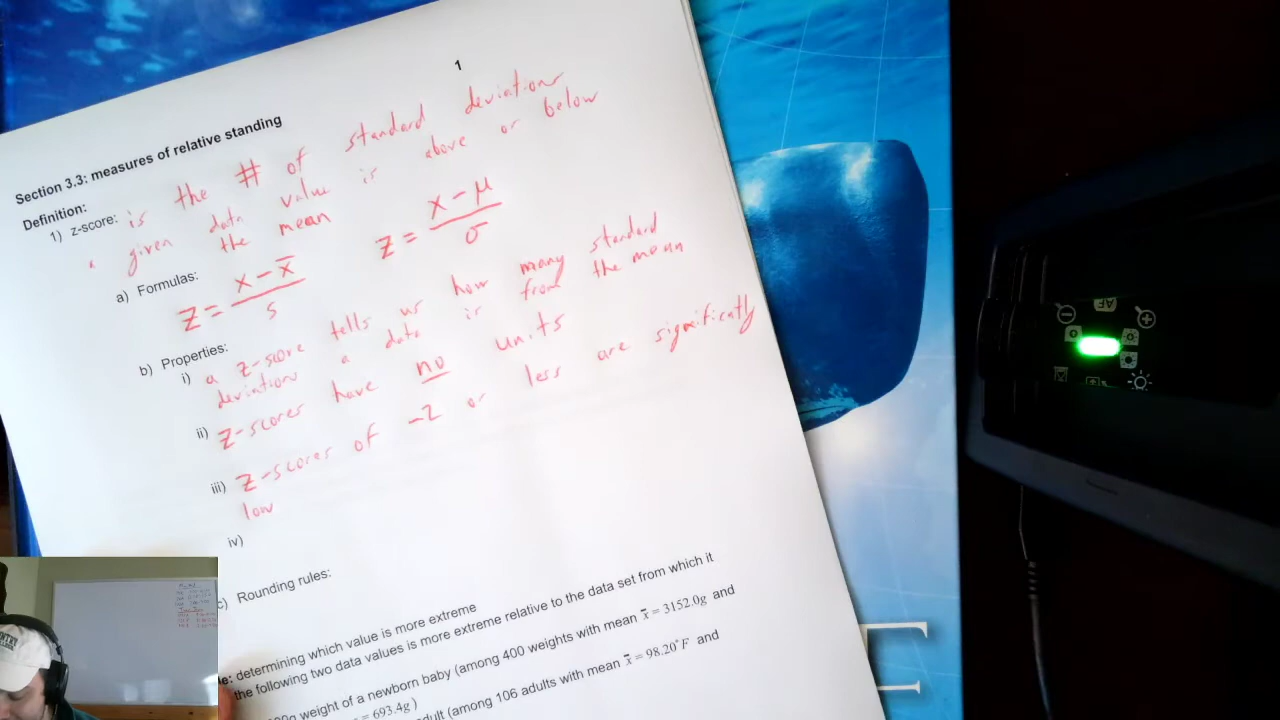 1
Section 3.3: measures of relative standing
Definition:
1) z-score: is the # of standard deviations
a given data value is above or below
the mean
a) Formulas:
z = (x - x̄)/s z = (x - μ)/σ
b) Properties:
i) a z-score tells us how many standard
deviations a data is from the mean
ii) z-scores have no units
iii) z-scores of -2 or less are significantly
low
iv)
c) Rounding rules:
e: determining which value is more extreme
the following two data values is more extreme relative to the data set from which it
00g weight of a newborn baby (among 400 weights with mean x̄ = 3152.0g and
= 693.4g)
dult (among 106 adults with mean x̄ = 98.20°F and
AF